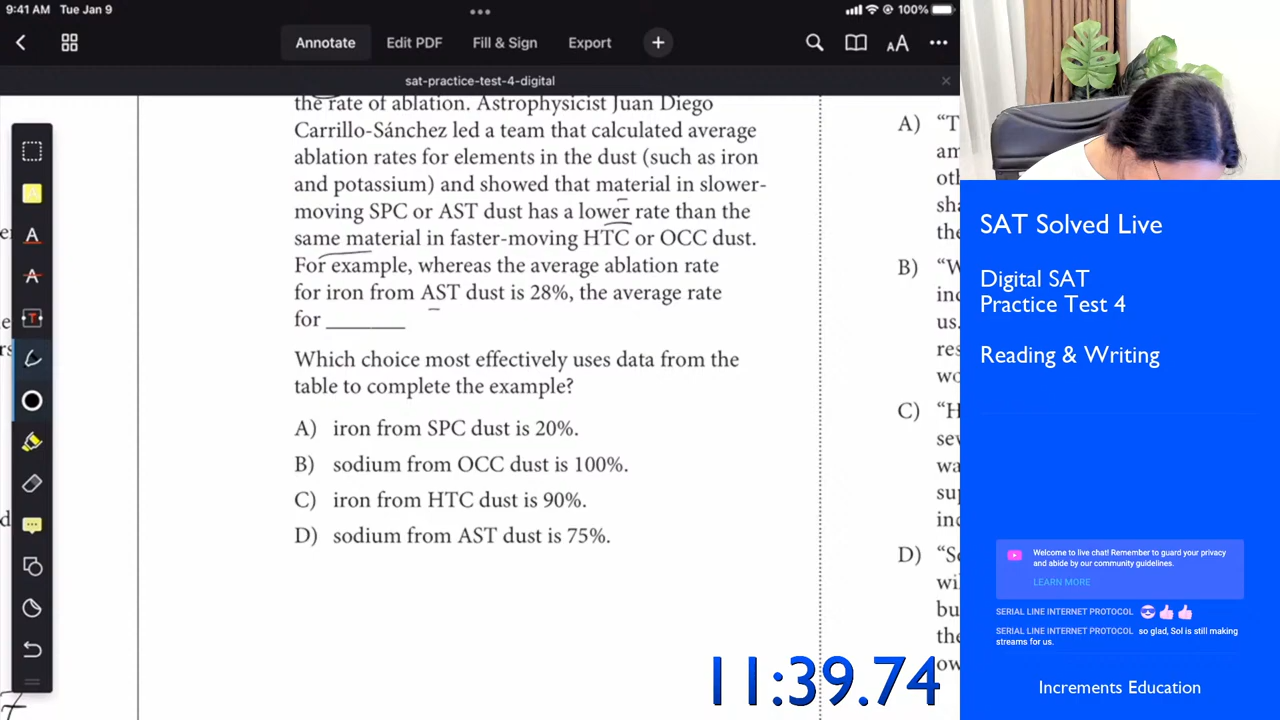 9:41 AM Tue Jan 9
100%
Annotate
Edit PDF
Fill & Sign
Export
AA
sat-practice-test-4-digital
the rate of ablation. Astrophysicist Juan Diego
Carrillo-Sánchez led a team that calculated average
ablation rates for elements in the dust (such as iron
and potassium) and showed that material in slower-
moving SPC or AST dust has a lower rate than the
same material in faster-moving HTC or OCC dust.
For example, whereas the average ablation rate
for iron from AST dust is 28%, the average rate
for ________
Which choice most effectively uses data from the
table to complete the example?
A) iron from SPC dust is 20%.
B) sodium from OCC dust is 100%.
C) iron from HTC dust is 90%.
D) sodium from AST dust is 75%.
A) “T
am
oth
sha
the
B) “W
inc
us.
res
wo
C) “H
sev
wa
sup
inc
D) “So
wil
bu
the
ow
11:39.74
SAT Solved Live
Digital SAT
Practice Test 4
Reading & Writing
Welcome to live chat! Remember to guard your privacy
and abide by our community guidelines.
LEARN MORE
SERIAL LINE INTERNET PROTOCOL
SERIAL LINE INTERNET PROTOCOL so glad, Sol is still making
streams for us.
Increments Education